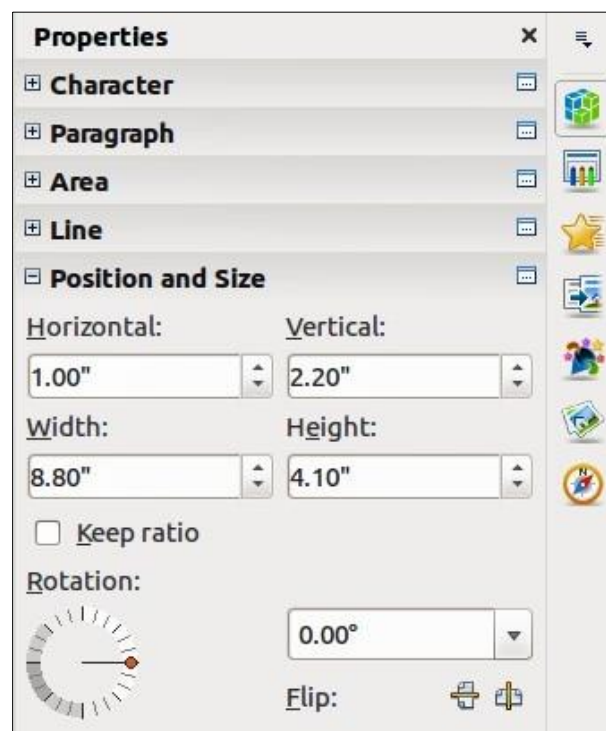 Properties
Character
Paragraph
Area
Line
Position and Size
Horizontal: Vertical:
1.00" 2.20"
Width: Height:
8.80" 4.10"
Keep ratio
Rotation:
0.00°
Flip: